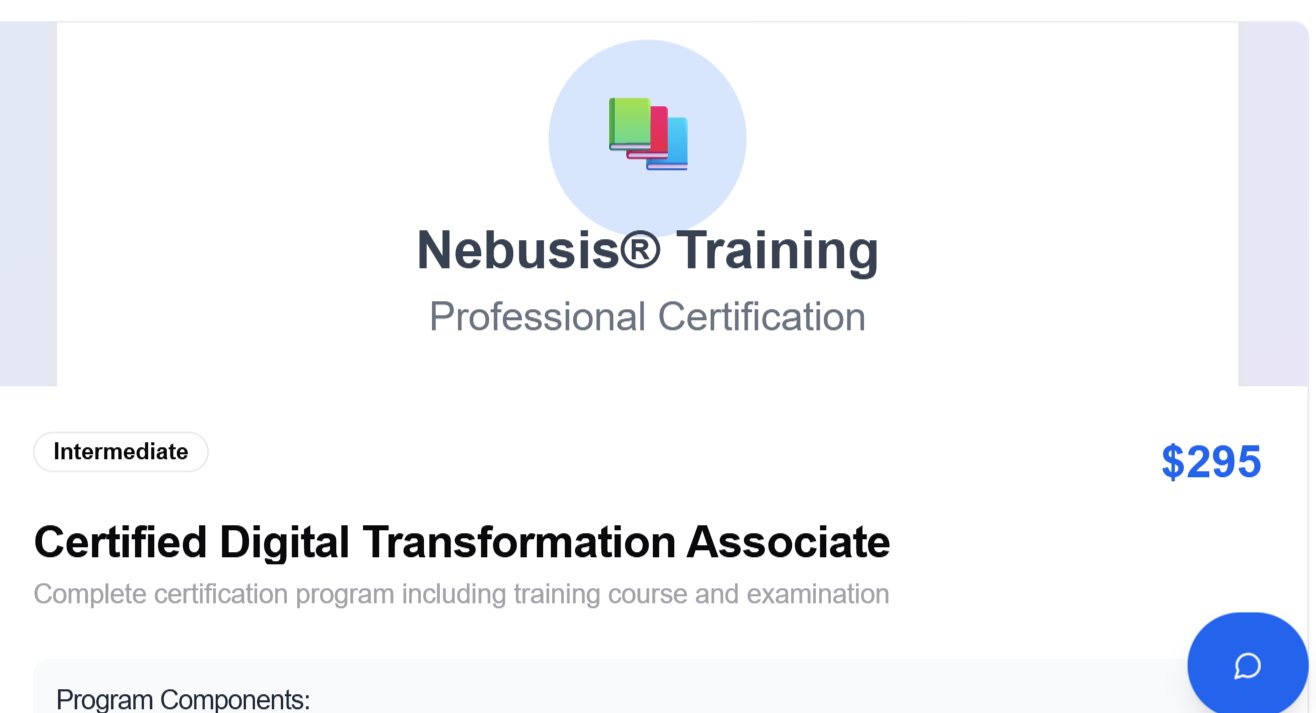 Nebusis® Training
Professional Certification
Intermediate
$295
Certified Digital Transformation Associate
Complete certification program including training course and examination
Program Components: